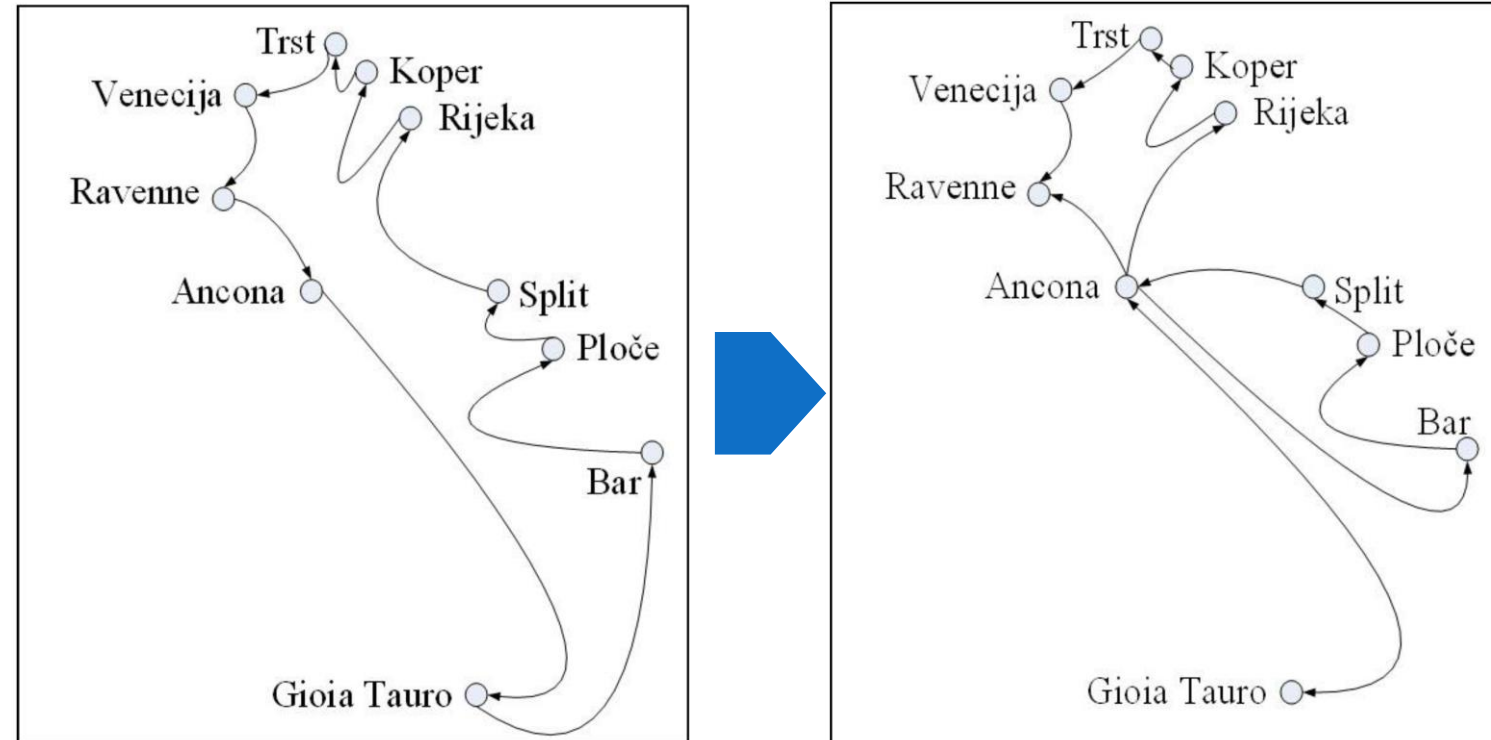 Trst
Koper
Venecija
Rijeka
Ravenne
Ancona
Split
Ploče
Bar
Gioia Tauro
Trst
Koper
Venecija
Rijeka
Ravenne
Ancona
Split
Ploče
Bar
Gioia Tauro